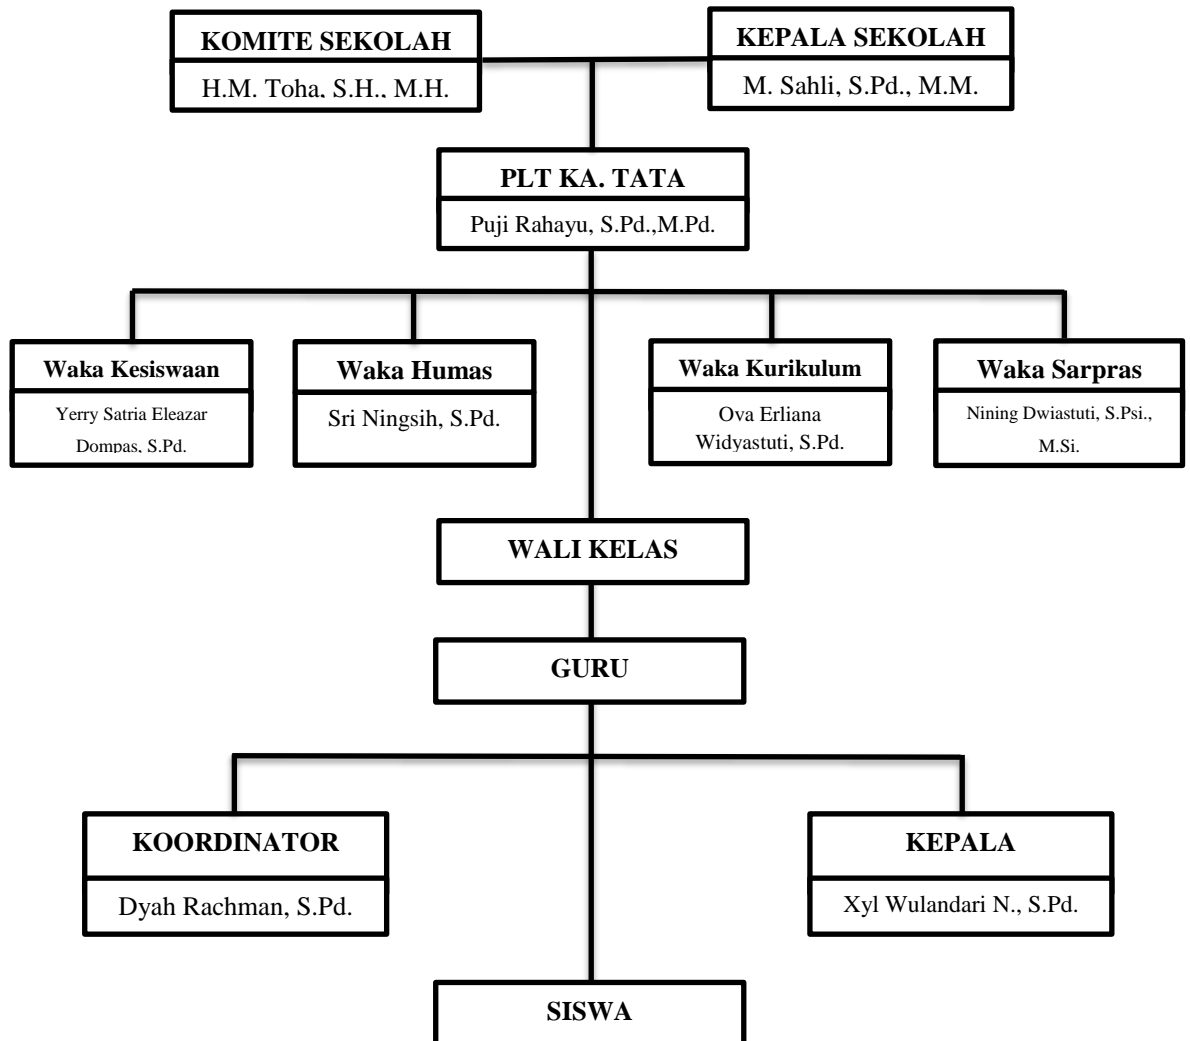 KOMITE SEKOLAH
H.M. Toha, S.H., M.H.
KEPALA SEKOLAH
M. Sahli, S.Pd., M.M.
PLT KA. TATA
Puji Rahayu, S.Pd.,M.Pd.
Waka Kesiswaan
Yerry Satria Eleazar
Dompas, S.Pd.
Waka Humas
Sri Ningsih, S.Pd.
Waka Kurikulum
Ova Erliana
Widyastuti, S.Pd.
Waka Sarpras
Nining Dwiastuti, S.Psi.,
M.Si.
WALI KELAS
GURU
KOORDINATOR
Dyah Rachman, S.Pd.
KEPALA
Xyl Wulandari N., S.Pd.
SISWA